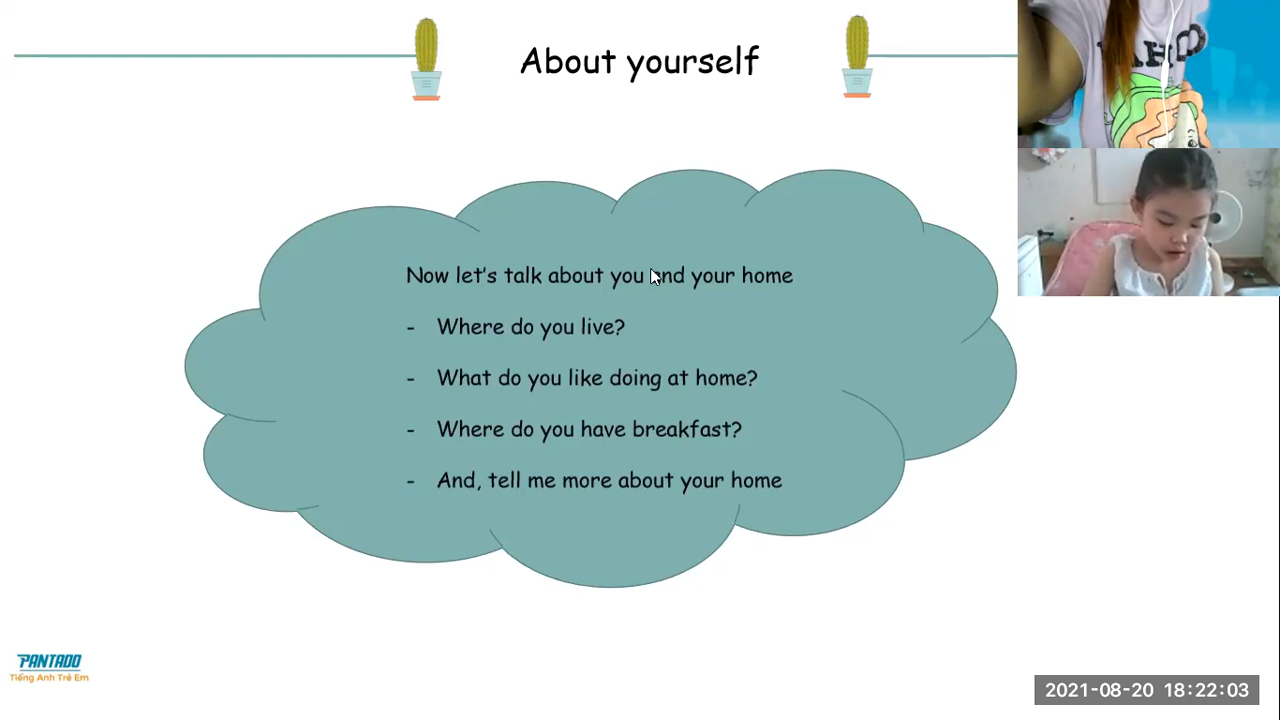 About yourself
Now let's talk about you and your home
- Where do you live?
- What do you like doing at home?
- Where do you have breakfast?
- And, tell me more about your home
PANTADO
Tiếng Anh Trẻ Em
2021-08-20 18:22:03